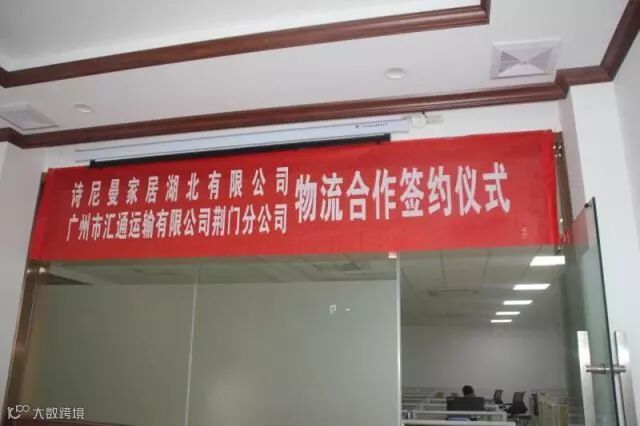 诗尼曼家居湖北有限公司
广州市汇通运输有限公司荆门分公司
物流合作签约仪式
大数跨境